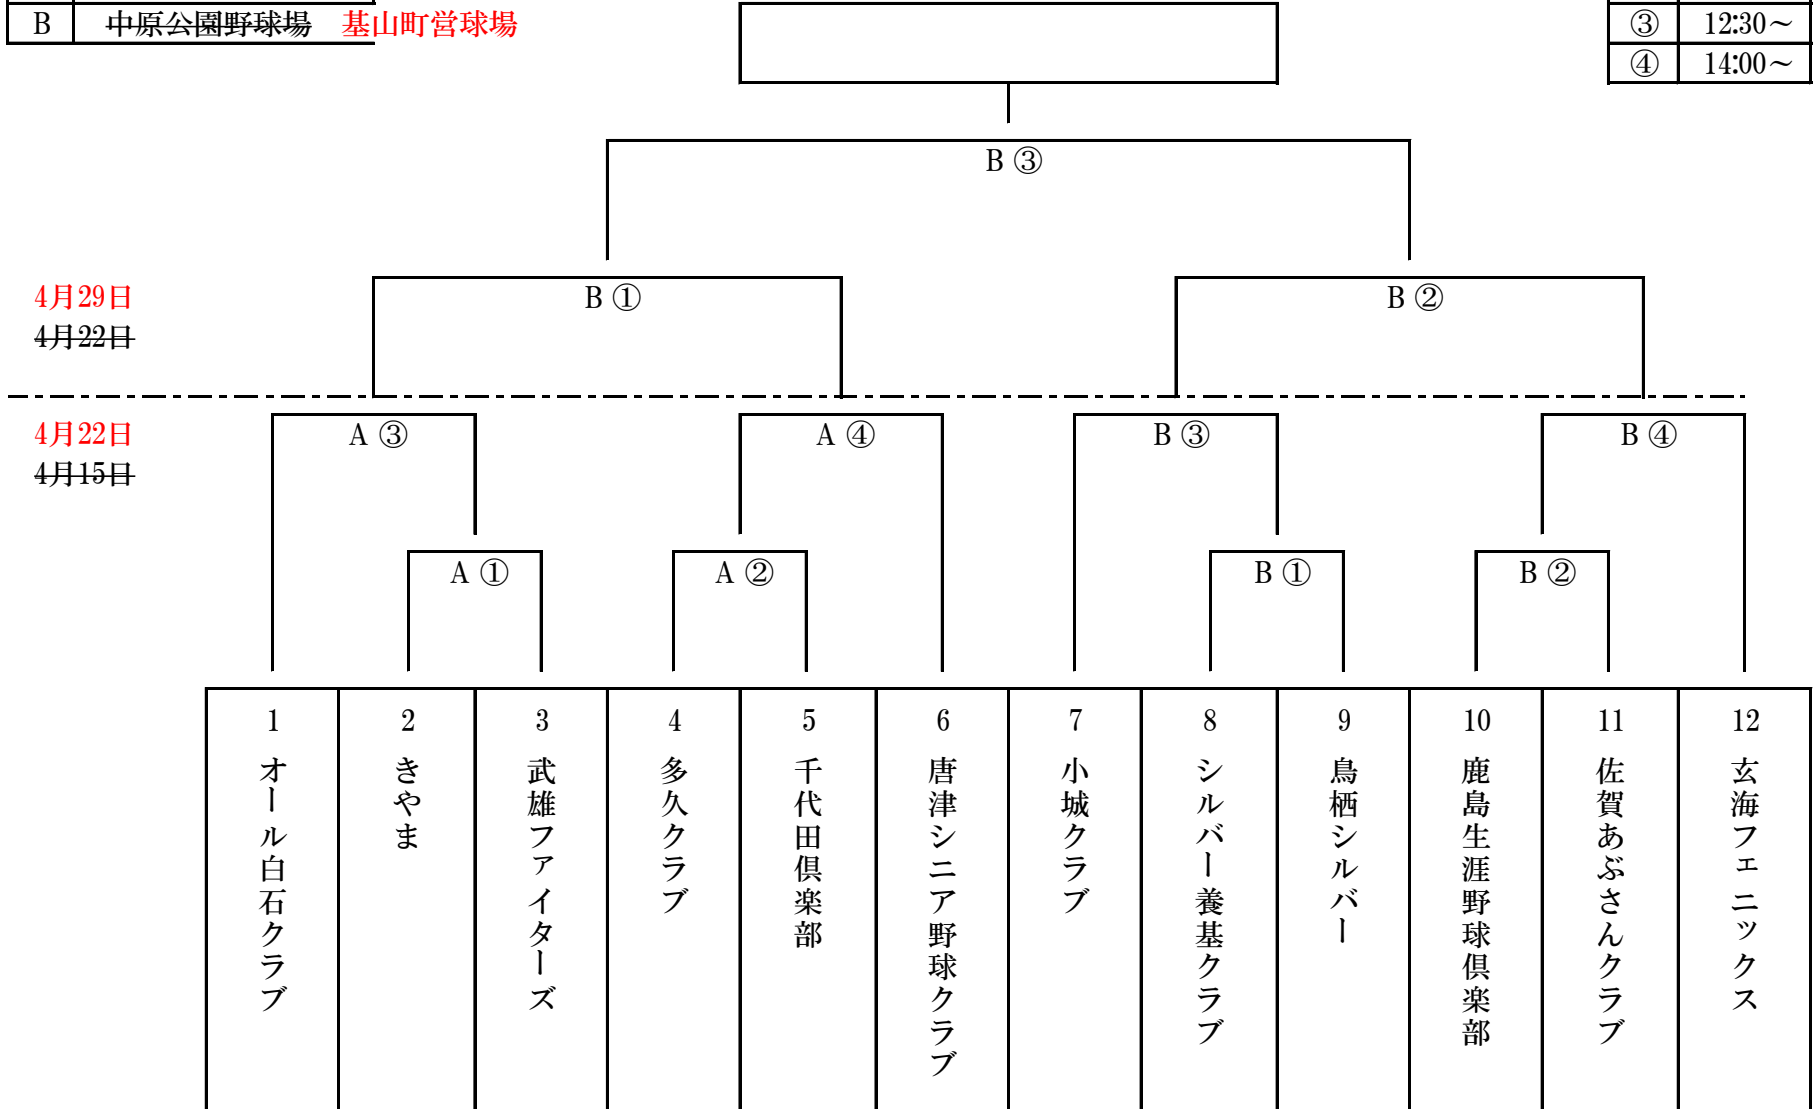 B 中原公園野球場 基山町営球場
③ 12:30～
④ 14:00～
B ③
4月29日
B ① B ②
4月22日
4月22日
A ③ A ④ B ③ B ④
4月15日
A ① A ② B ① B ②
1 オール白石クラブ
2 きやま
3 武雄ファイターズ
4 多久クラブ
5 千代田倶楽部
6 唐津シニア野球クラブ
7 小城クラブ
8 シルバー養基クラブ
9 鳥栖シルバー
10 鹿島生涯野球倶楽部
11 佐賀あぶさんクラブ
12 玄海フェニックス